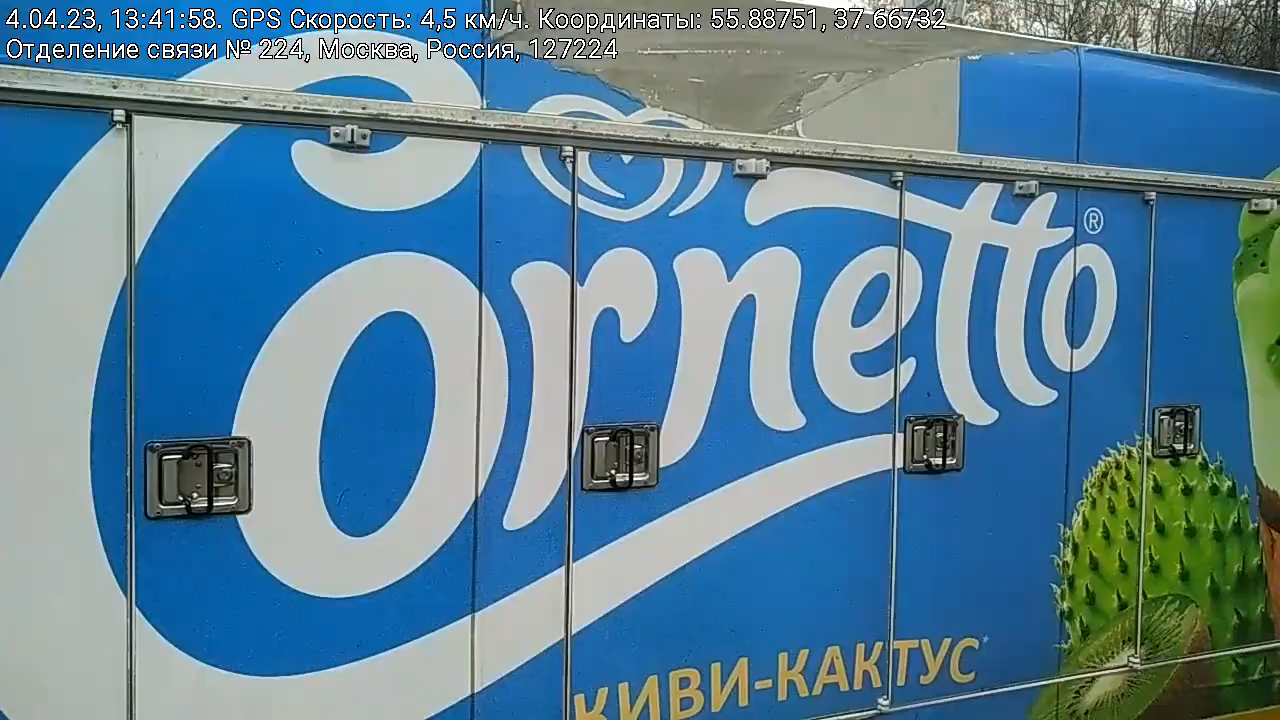 4.04.23, 13:41:58. GPS Скорость: 4,5 км/ч. Координаты: 55.88751, 37.66732
Отделение связи № 224, Москва, Россия, 127224
Cornetto®
КИВИ-КАКТУС*